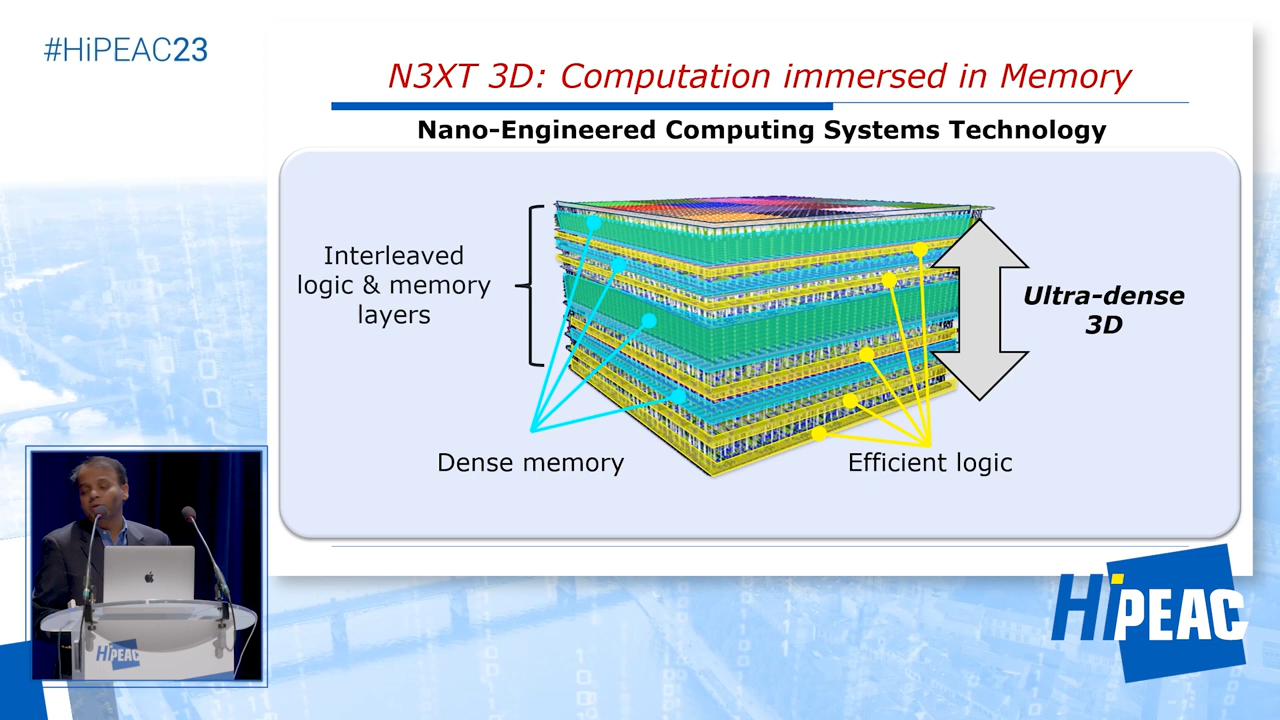 #HiPEAC23
N3XT 3D: Computation immersed in Memory
Nano-Engineered Computing Systems Technology
Interleaved
logic & memory
layers
Ultra-dense
3D
Dense memory
Efficient logic
HiPEAC
HiPEAC